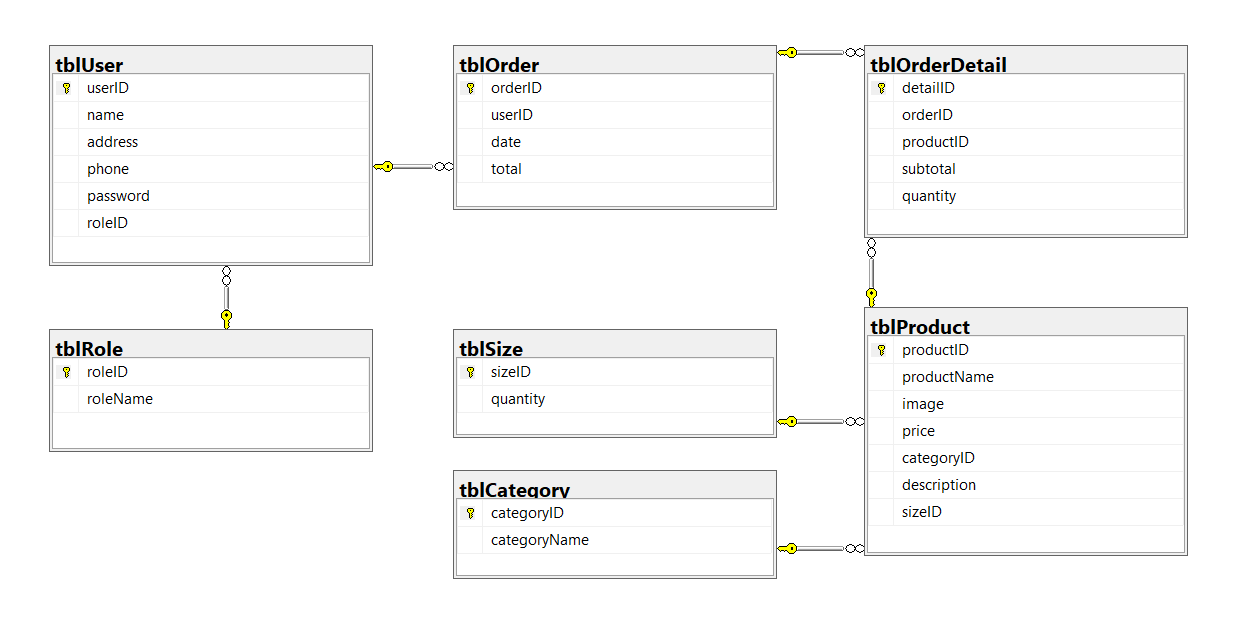 tblUser
userID
name
address
phone
password
roleID
tblOrder
orderID
userID
date
total
tblOrderDetail
detailID
orderID
productID
subtotal
quantity
tblRole
roleID
roleName
tblSize
sizeID
quantity
tblProduct
productID
productName
image
price
categoryID
description
sizeID
tblCategory
categoryID
categoryName